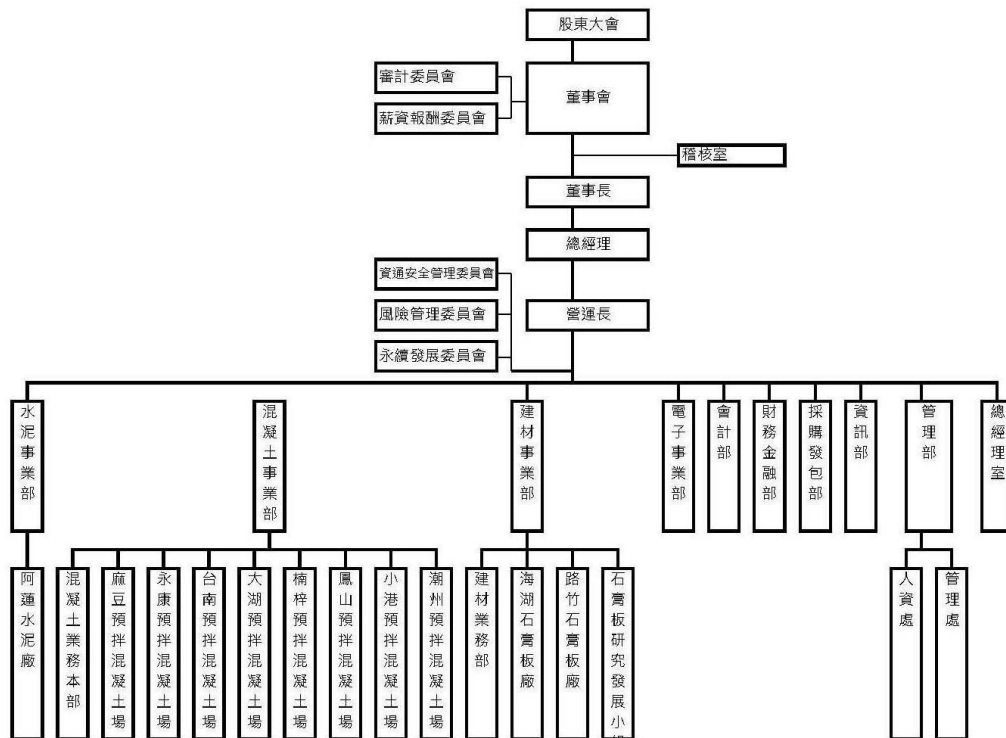 股東大會
審計委員會
董事會
薪資報酬委員會
稽核室
董事長
總經理
資通安全管理委員會
風險管理委員會
營運長
永續發展委員會
水泥事業部
混凝土事業部
建材事業部
電子事業部
會計部
財務金融部
採購發包部
資訊部
管理部
總經理室
阿蓮水泥廠
混凝土業務本部
麻豆預拌混凝土場
永康預拌混凝土場
台南預拌混凝土場
大湖預拌混凝土場
楠梓預拌混凝土場
鳳山預拌混凝土場
小港預拌混凝土場
潮州預拌混凝土場
建材業務部
海湖石膏板廠
路竹石膏板廠
石膏板研究發展小
人資處
管理處